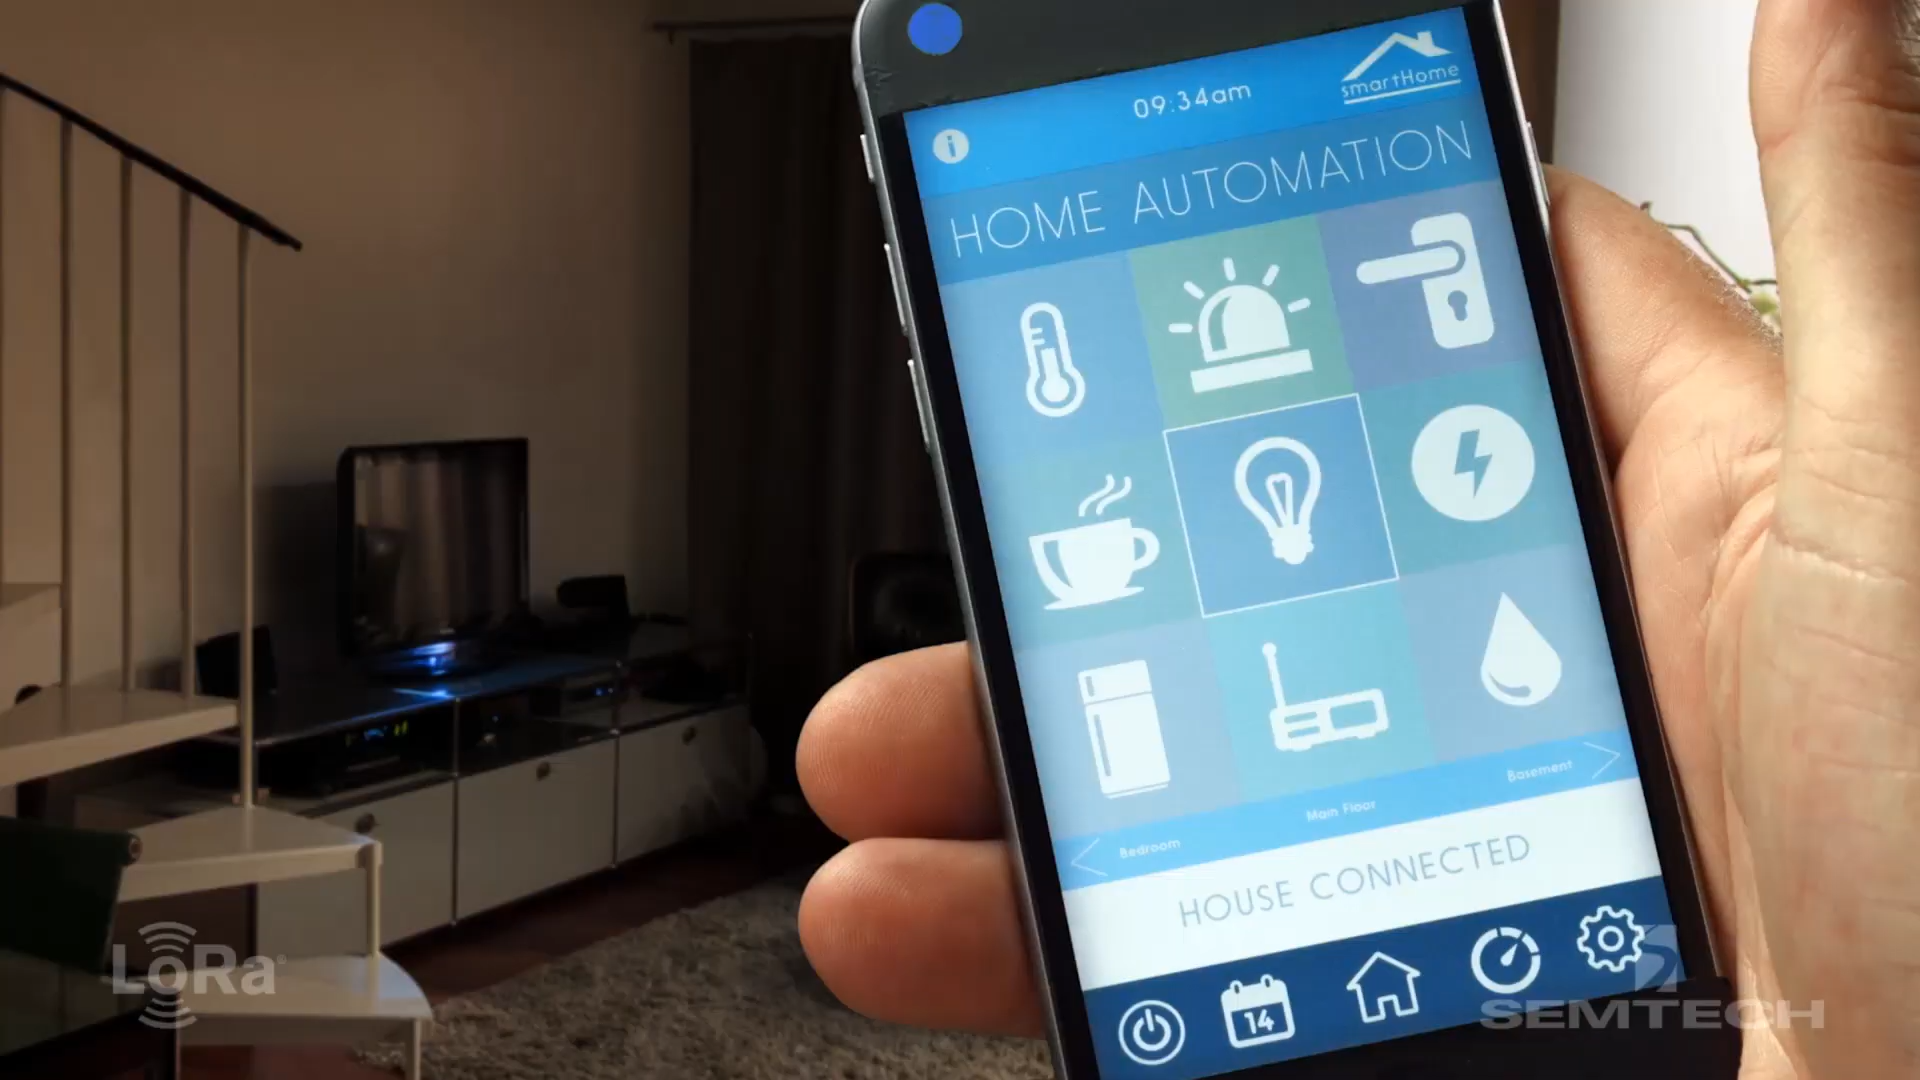 09:34am
smartHome
i
HOME AUTOMATION
Bedroom
Main Floor
Basement
HOUSE CONNECTED
14
LoRa®
SEMTECH